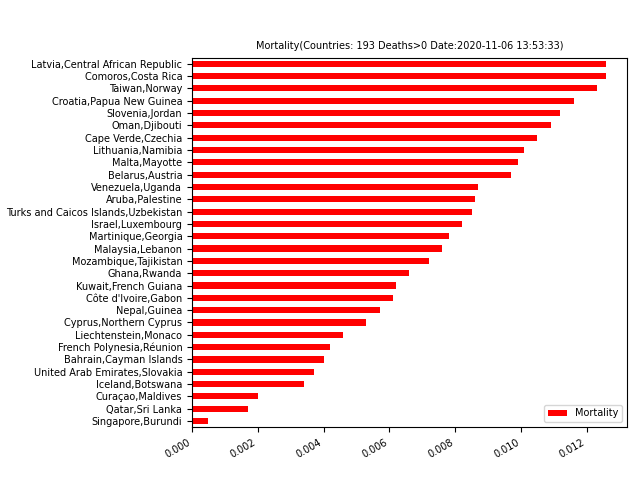 Mortality(Countries: 193 Deaths>0 Date:2020-11-06 13:53:33)
Latvia,Central African Republic
Comoros,Costa Rica
Taiwan,Norway
Croatia,Papua New Guinea
Slovenia,Jordan
Oman,Djibouti
Cape Verde,Czechia
Lithuania,Namibia
Malta,Mayotte
Belarus,Austria
Venezuela,Uganda
Aruba,Palestine
Turks and Caicos Islands,Uzbekistan
Israel,Luxembourg
Martinique,Georgia
Malaysia,Lebanon
Mozambique,Tajikistan
Ghana,Rwanda
Kuwait,French Guiana
Côte d'Ivoire,Gabon
Nepal,Guinea
Cyprus,Northern Cyprus
Liechtenstein,Monaco
French Polynesia,Réunion
Bahrain,Cayman Islands
United Arab Emirates,Slovakia
Iceland,Botswana
Curaçao,Maldives
Qatar,Sri Lanka
Singapore,Burundi
Mortality
0.000 0.002 0.004 0.006 0.008 0.010 0.012